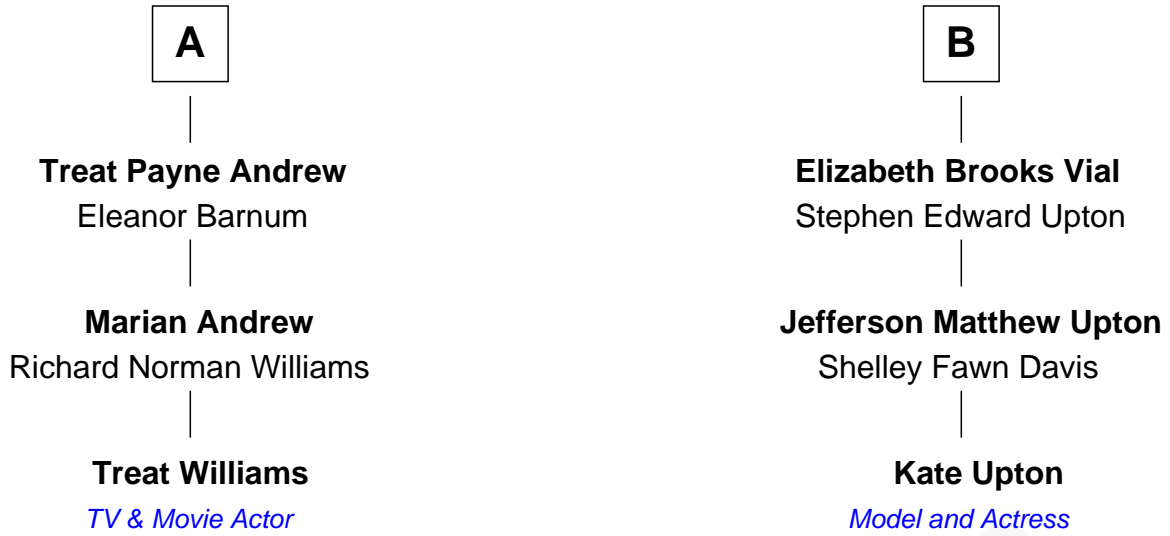 A
Treat Payne Andrew
Eleanor Barnum
Marian Andrew
Richard Norman Williams
Treat Williams
TV & Movie Actor
B
Elizabeth Brooks Vial
Stephen Edward Upton
Jefferson Matthew Upton
Shelley Fawn Davis
Kate Upton
Model and Actress